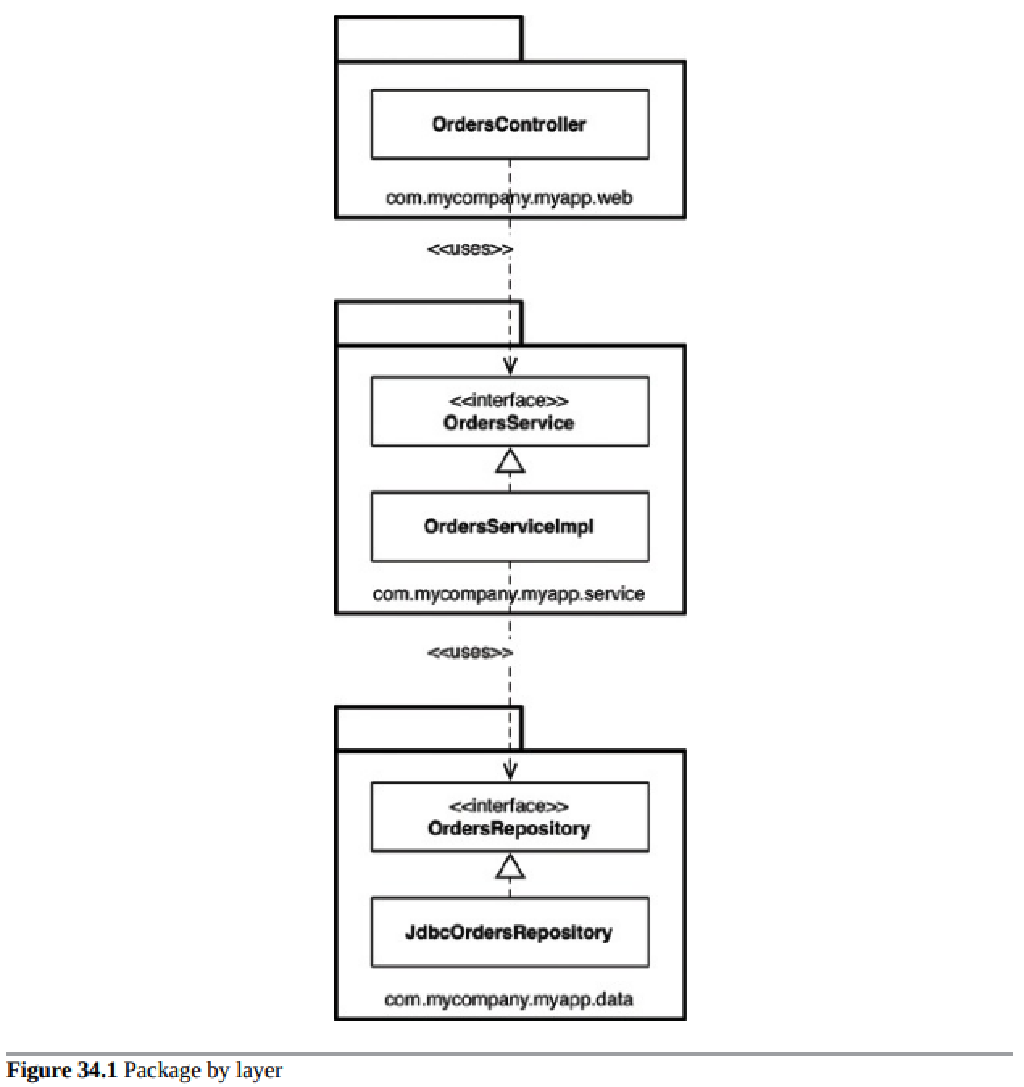 OrdersController
com.mycompany.myapp.web
<<uses>>
<<interface>>
OrdersService
OrdersServiceImpl
com.mycompany.myapp.service
<<uses>>
<<interface>>
OrdersRepository
JdbcOrdersRepository
com.mycompany.myapp.data
Figure 34.1 Package by layer